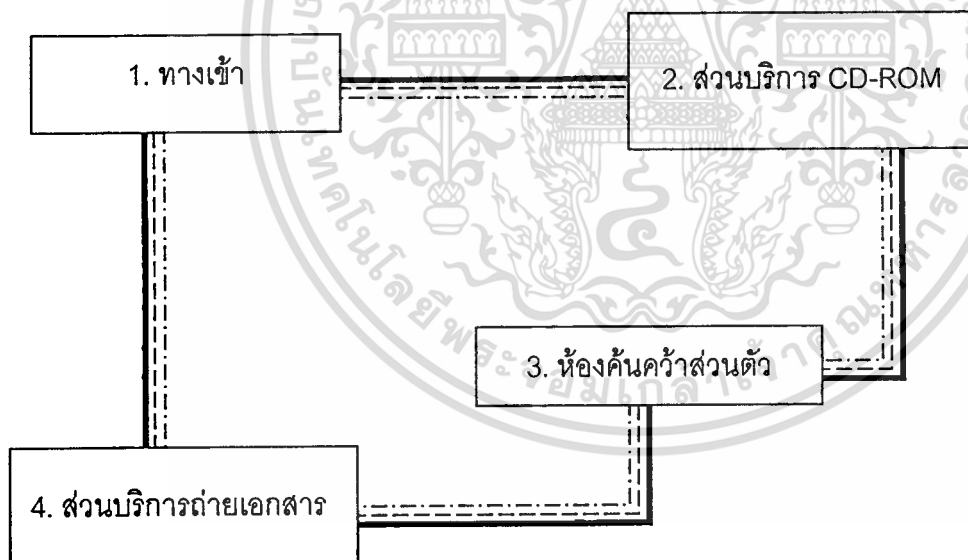 1. ทางเข้า
2. ส่วนบริการ CD-ROM
3. ห้องค้นคว้าส่วนตัว
4. ส่วนบริการถ่ายเอกสาร